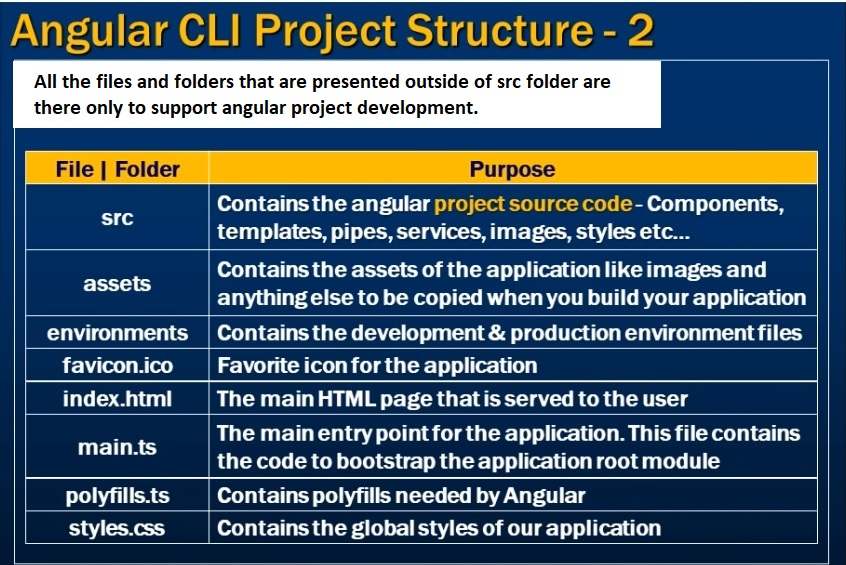 Angular CLI Project Structure - 2
All the files and folders that are presented outside of src folder are
there only to support angular project development.
File | Folder
Purpose
src
Contains the angular project source code - Components,
templates, pipes, services, images, styles etc...
assets
Contains the assets of the application like images and
anything else to be copied when you build your application
environments
Contains the development & production environment files
favicon.ico
Favorite icon for the application
index.html
The main HTML page that is served to the user
main.ts
The main entry point for the application. This file contains
the code to bootstrap the application root module
polyfills.ts
Contains polyfills needed by Angular
styles.css
Contains the global styles of our application